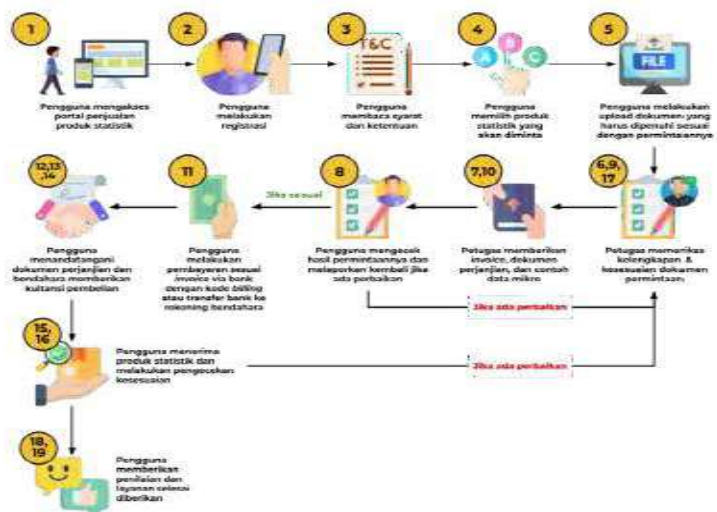 1
Pengguna mengakses
portal penjualan
produk statistik
2
Pengguna
melakukan
registrasi
3
T&C
Pengguna
membaca syarat
dan ketentuan
4
A
B
C
Pengguna
memilih produk
statistik yang
akan diminta
5
FILE
Pengguna melakukan
upload dokumen yang
harus dipenuhi sesuai
dengan permintaannya
12,13
,14
Pengguna
menandatangani
dokumen perjanjian dan
bendahara memberikan
kuitansi pembelian
11
Pengguna
melakukan
pembayaran sesuai
invoice via bank
dengan kode billing
atau transfer bank ke
rekening bendahara
Jika sesuai
8
Pengguna mengecek
hasil permintaannya dan
melaporkan kembali jika
ada perbaikan
7,10
Petugas memberikan
invoice, dokumen
perjanjian, dan contoh
data mikro
6,9,
17
Petugas memeriksa
kelengkapan &
kesesuaian dokumen
permintaan
Jika ada perbaikan
15,
16
Pengguna menerima
produk statistik dan
melakukan pengecekan
kesesuaian
Jika ada perbaikan
18,
19
Pengguna
memberikan
penilaian dan
layanan selesai
diberikan